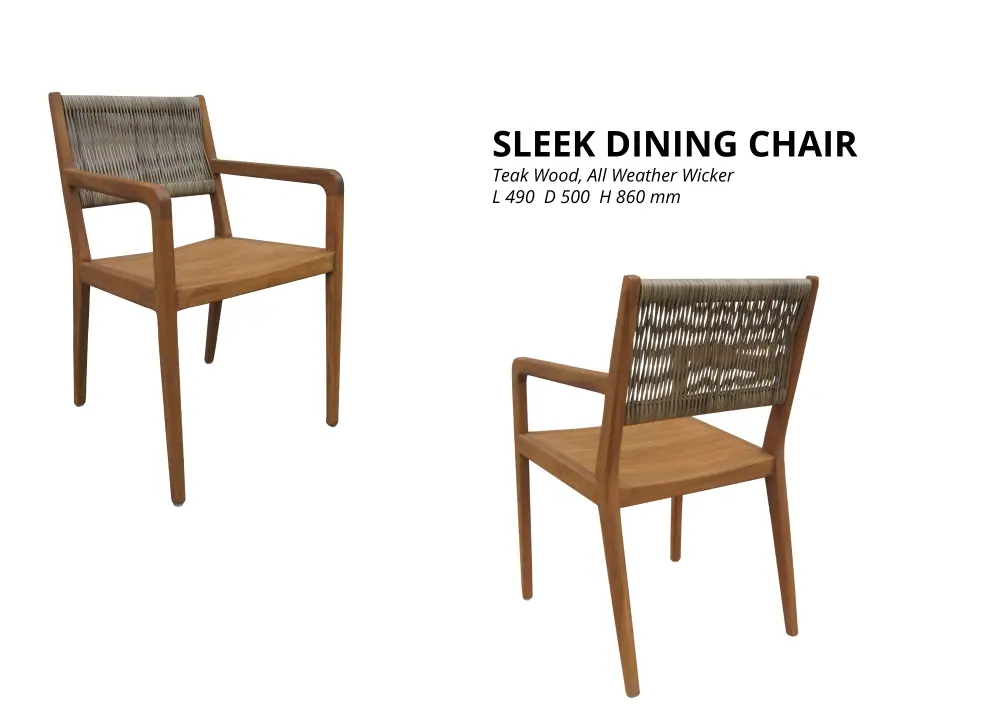 SLEEK DINING CHAIR
Teak Wood, All Weather Wicker
L 490  D 500  H 860 mm